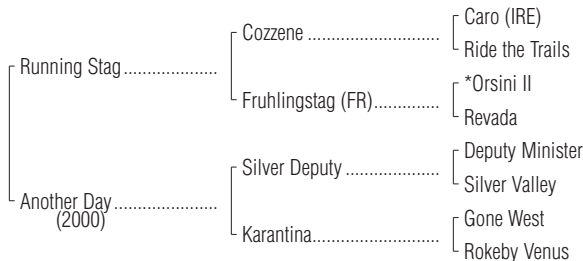 Caro (IRE)
Cozzene ......................
Ride the Trails
Running Stag....................
*Orsini II
Fruhlingstag (FR)..............
Revada
Deputy Minister
Silver Deputy ....................
Silver Valley
Another Day......................
(2000)
Gone West
Karantina...........................
Rokeby Venus